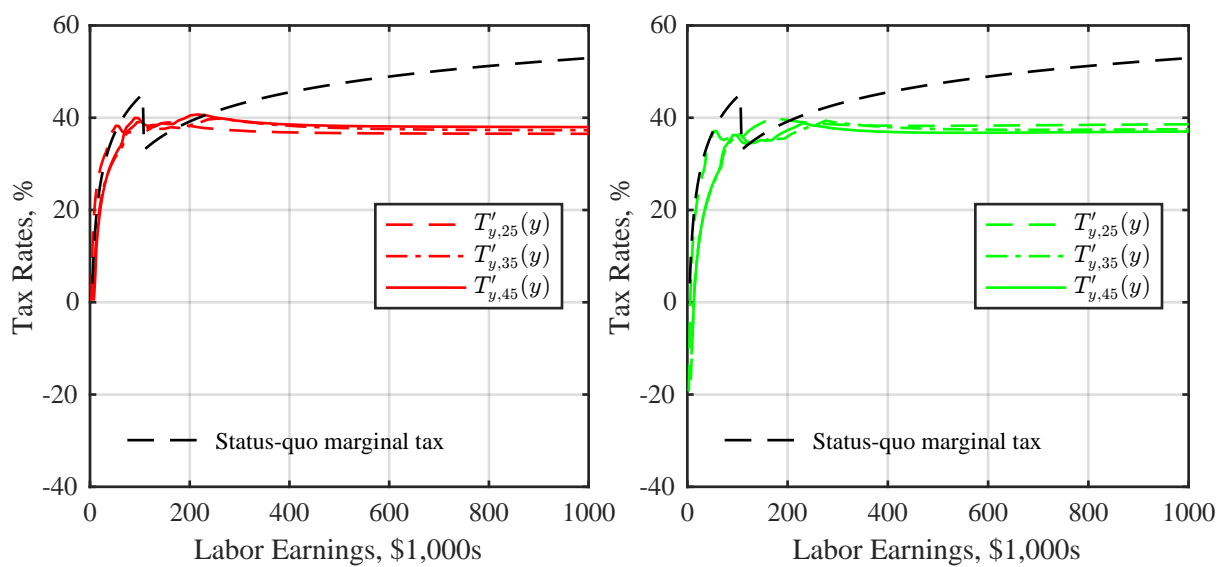 60
40
20
0
-20
-40
Tax Rates, %
0
200
400
600
800
1000
Labor Earnings, $1,000s
T′y,25(y)
T′y,35(y)
T′y,45(y)
Status-quo marginal tax
60
40
20
0
-20
-40
Tax Rates, %
0
200
400
600
800
1000
Labor Earnings, $1,000s
T′y,25(y)
T′y,35(y)
T′y,45(y)
Status-quo marginal tax